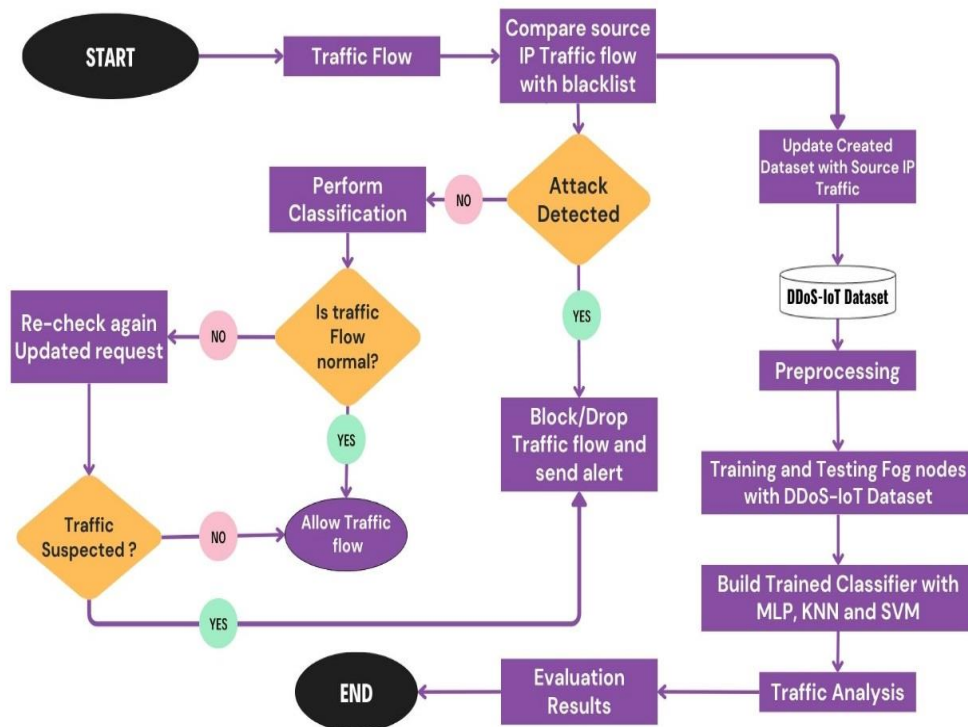 START
Traffic Flow
Compare source
IP Traffic flow
with blacklist
Update Created
Dataset with Source IP
Traffic
Attack
Detected
NO
Perform
Classification
YES
DDoS-IoT Dataset
Is traffic
Flow
normal?
NO
Re-check again
Updated request
YES
Preprocessing
Block/Drop
Traffic flow and
send alert
Training and Testing Fog nodes
with DDoS-IoT Dataset
Traffic
Suspected ?
NO
Allow Traffic
flow
YES
Build Trained Classifier with
MLP, KNN and SVM
Traffic Analysis
Evaluation
Results
END